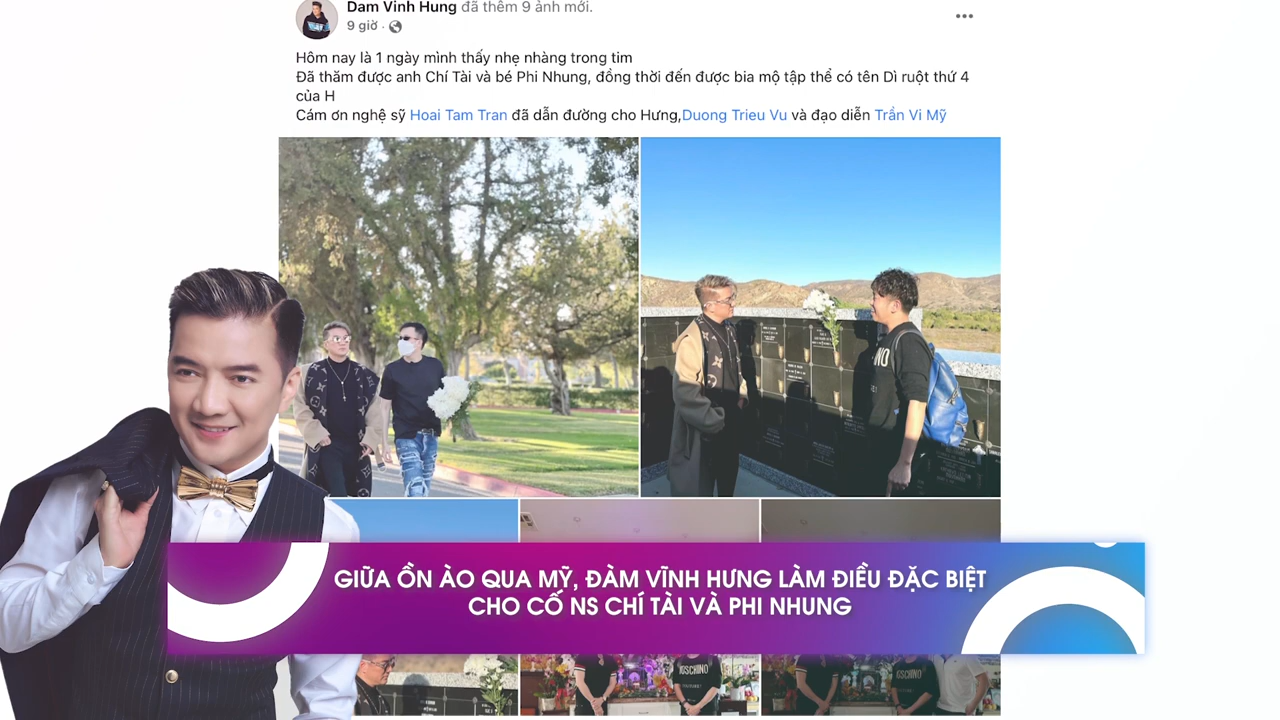 Dam Vinh Hung đã thêm 9 ảnh mới.
9 giờ ·
Hôm nay là 1 ngày mình thấy nhẹ nhàng trong tim
Đã thăm được anh Chí Tài và bé Phi Nhung, đồng thời đến được bia mộ tập thể có tên Dì ruột thứ 4
của H
Cám ơn nghệ sỹ Hoai Tam Tran đã dẫn đường cho Hưng,Duong Trieu Vu và đạo diễn Trần Vi Mỹ
GIỮA ỒN ÀO QUA MỸ, ĐÀM VĨNH HƯNG LÀM ĐIỀU ĐẶC BIỆT
CHO CỐ NS CHÍ TÀI VÀ PHI NHUNG
MOSCHINO